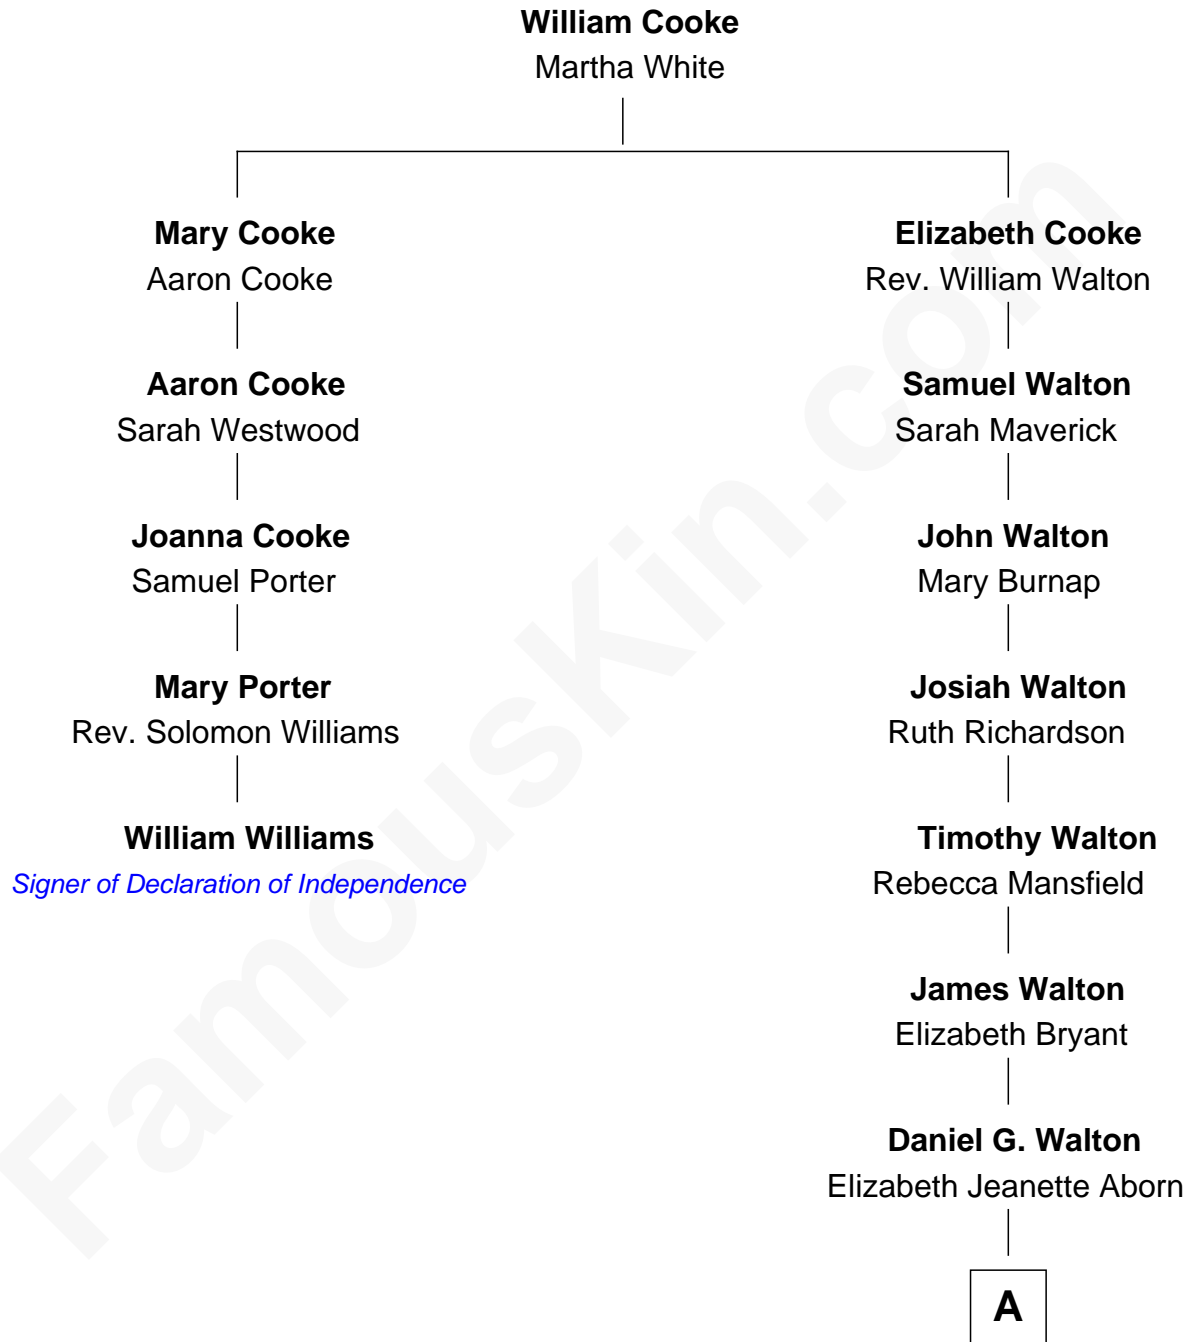 William Cooke
Martha White
Mary Cooke
Aaron Cooke
Elizabeth Cooke
Rev. William Walton
Aaron Cooke
Sarah Westwood
Samuel Walton
Sarah Maverick
Joanna Cooke
Samuel Porter
John Walton
Mary Burnap
Mary Porter
Rev. Solomon Williams
Josiah Walton
Ruth Richardson
William Williams
Signer of Declaration of Independence
Timothy Walton
Rebecca Mansfield
James Walton
Elizabeth Bryant
Daniel G. Walton
Elizabeth Jeanette Aborn
A
FamousKin.com